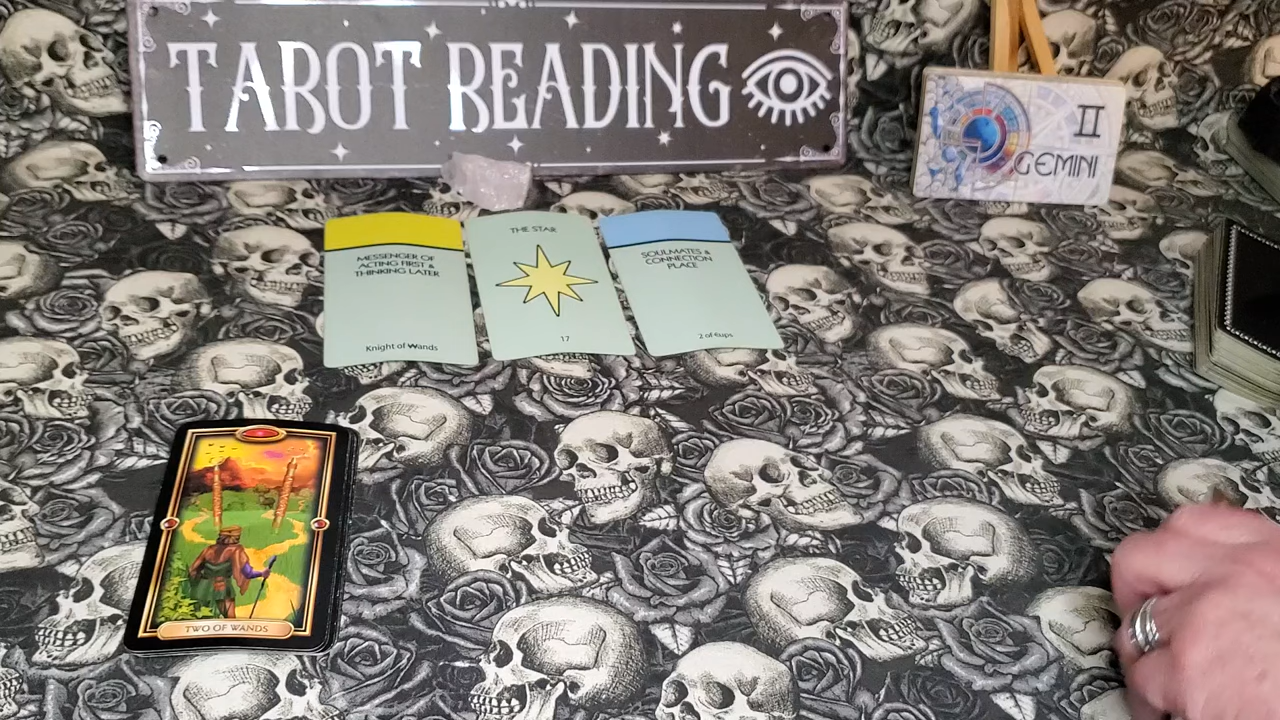 TAROT READING
II
GEMINI
MESSENGER OF
ACTING FIRST &
THINKING LATER
Knight of Wands
THE STAR
17
SOULMATES &
CONNECTION
PLACE
2 of Cups
TWO OF WANDS